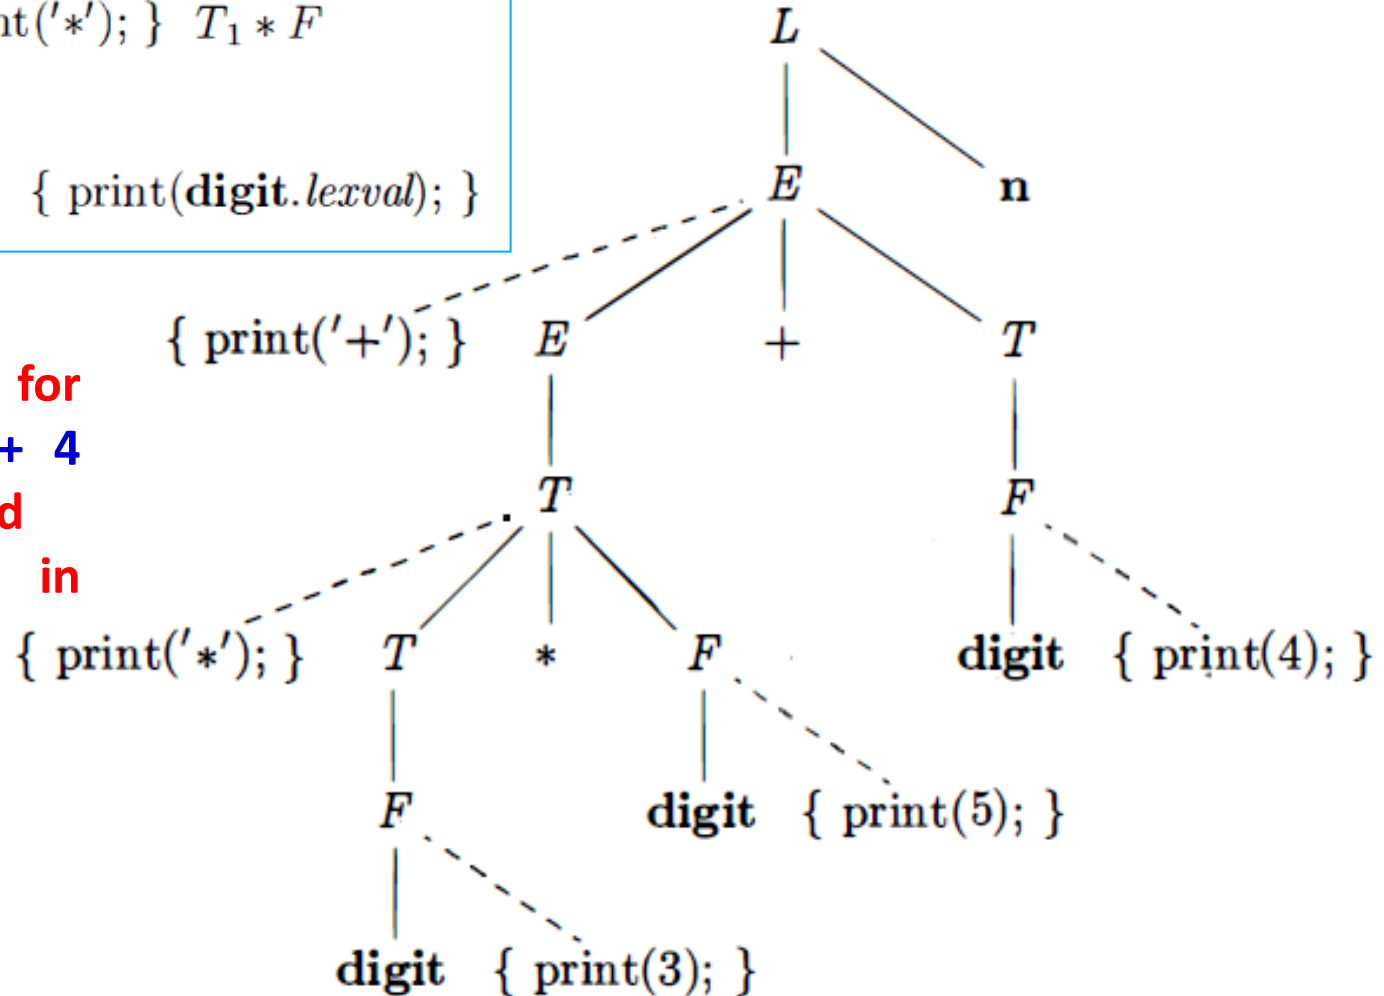 nt('*'); } T₁ * F
L
{ print(digit.lexval); }
E n
{ print('+'); } E + T
for
+ 4
d
in
T F
{ print('*'); } T * F digit { print(4); }
F digit { print(5); }
digit { print(3); }